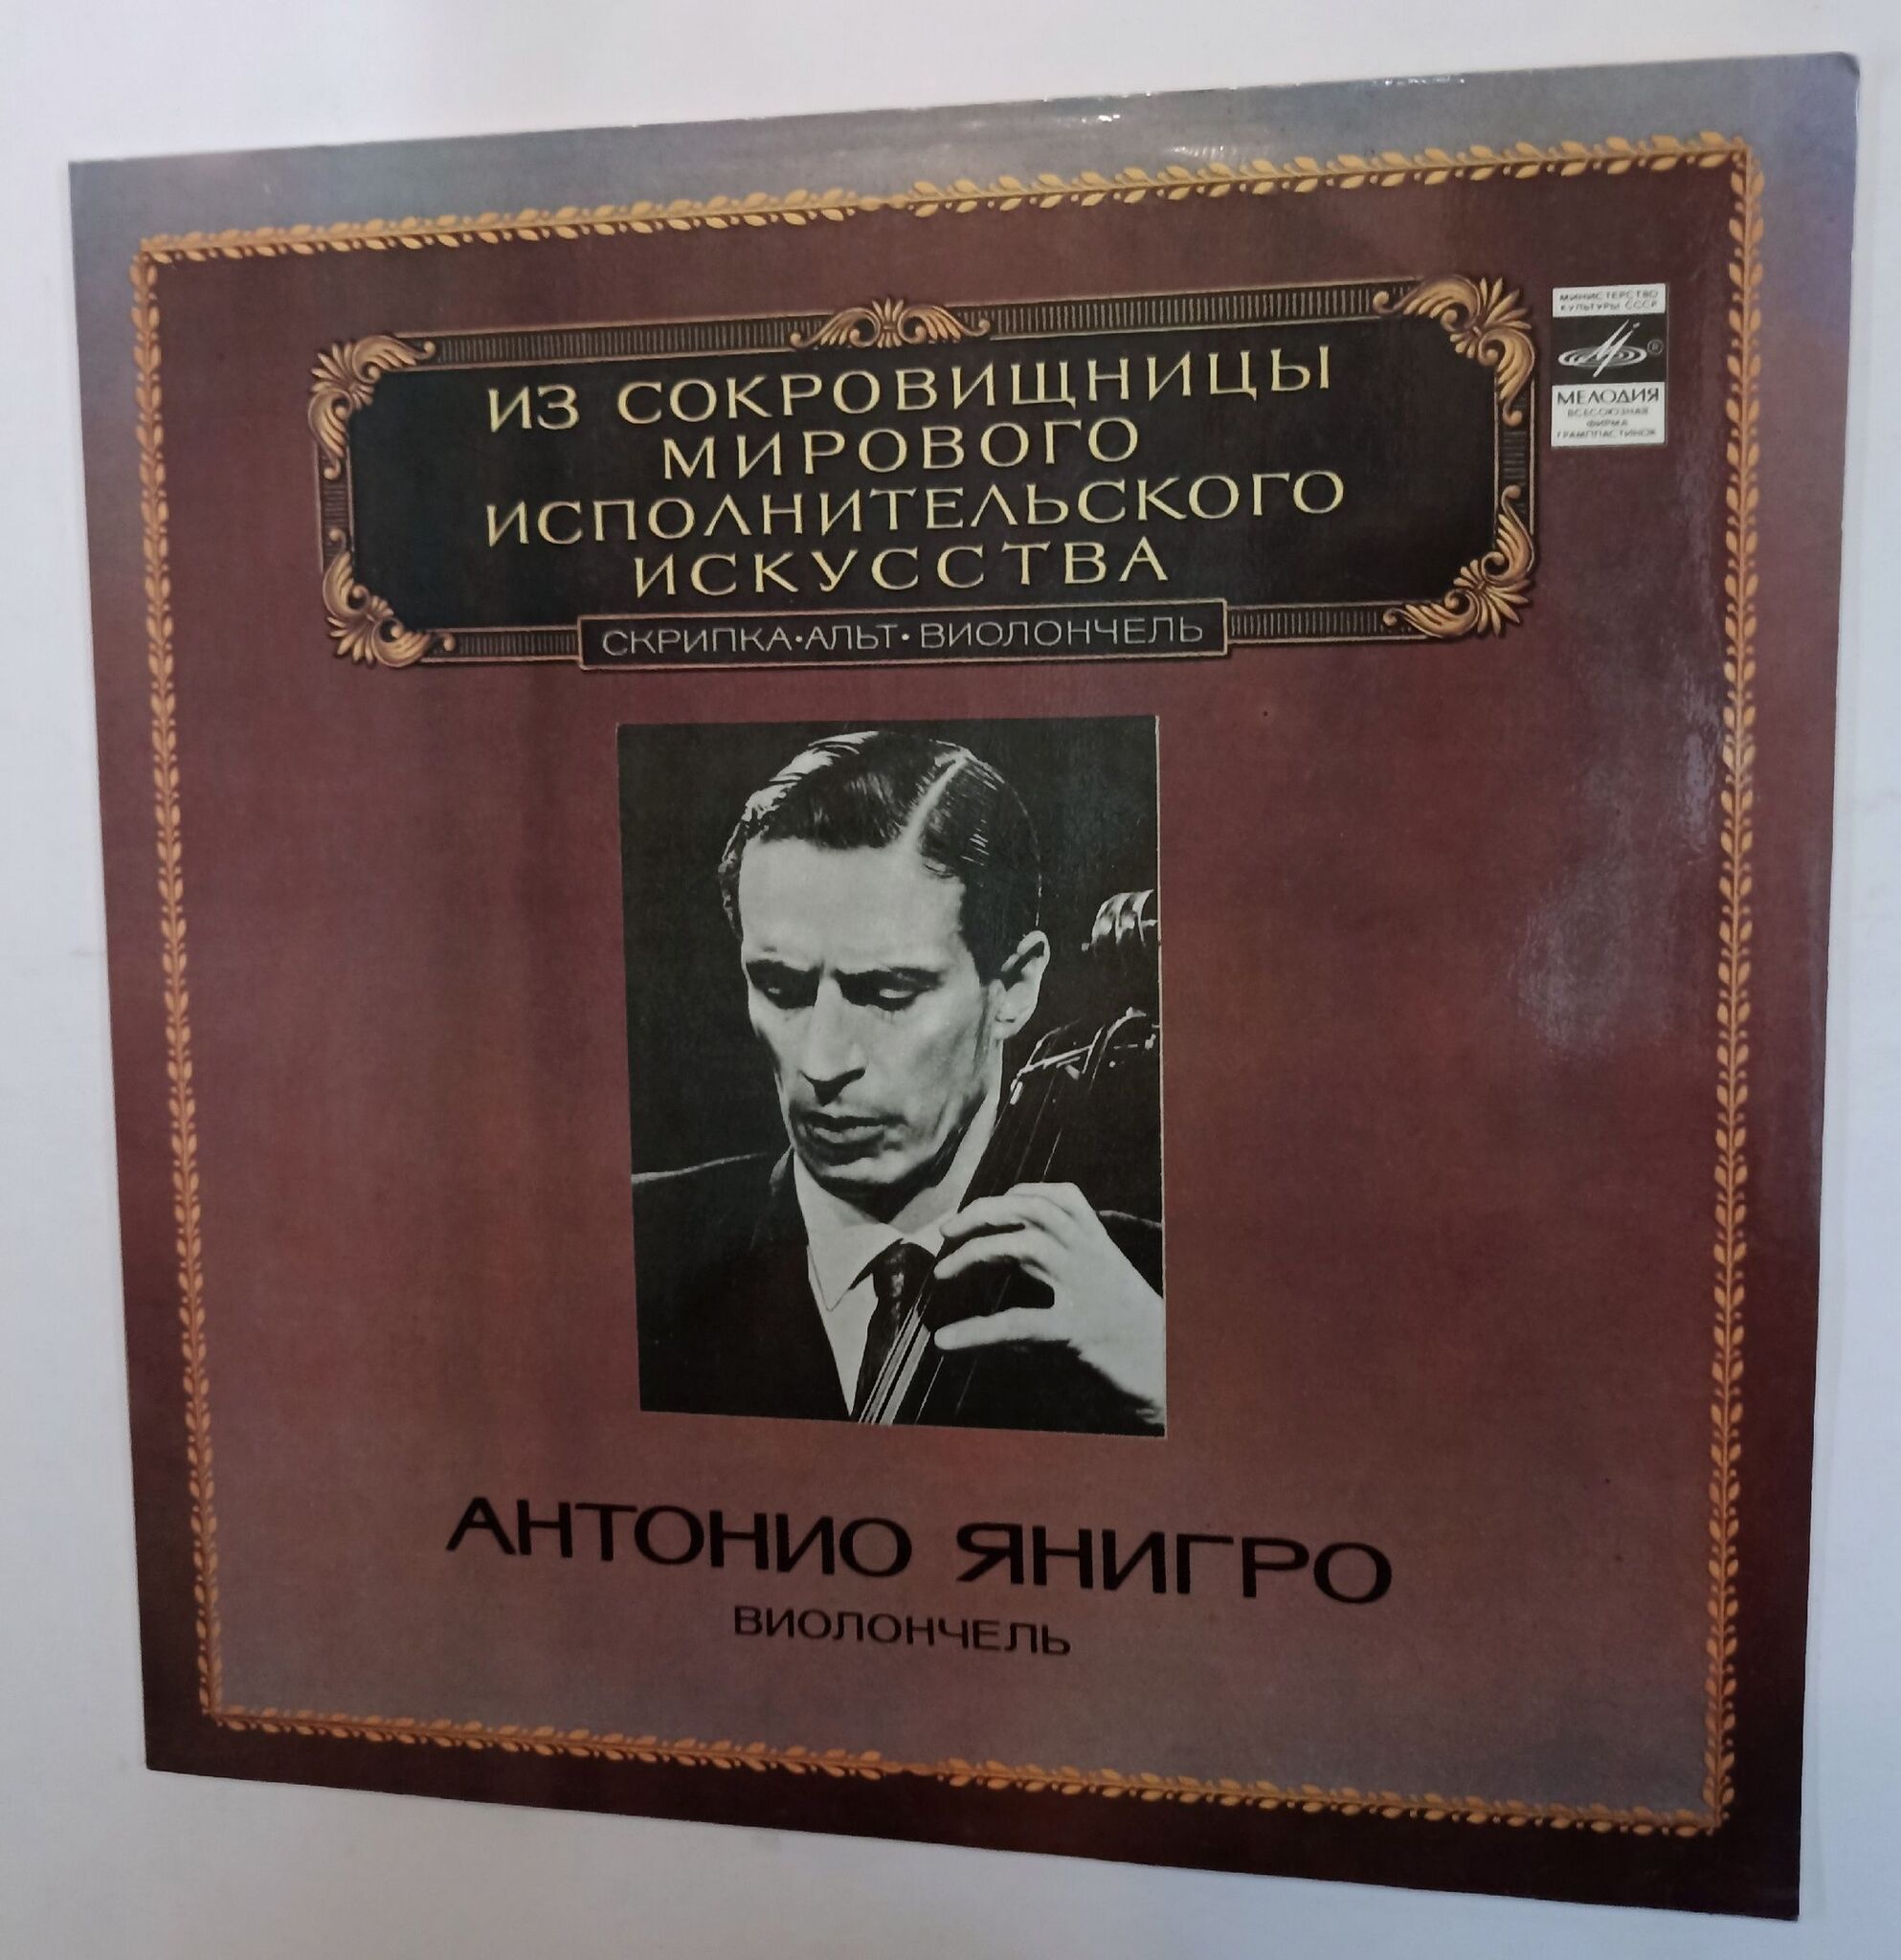 ИЗ СОКРОВИЩНИЦЫ
МИРОВОГО
ИСПОЛНИТЕЛЬСКОГО
ИСКУССТВА
СКРИПКА•АЛЬТ•ВИОЛОНЧЕЛЬ
МИНИСТЕРСТВО
КУЛЬТУРЫ СССР
®
МЕЛОДИЯ
ВСЕСОЮЗНАЯ
ФИРМА
ГРАМПЛАСТИНОК
АНТОНИО ЯНИГРО
ВИОЛОНЧЕЛЬ